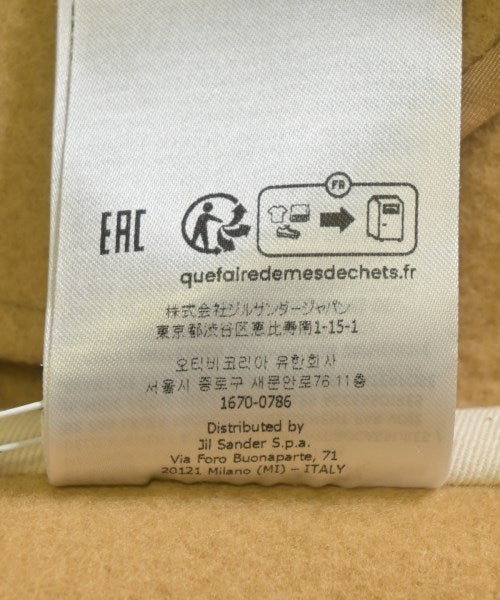 FR
EAC
quefairedemesdechets.fr
株式会社ジルサンダージャパン
東京都渋谷区恵比寿南1-15-1
오티비코리아 유한회사
서울시 종로구 새문안로76 11층
1670-0786
Distributed by
Jil Sander S.p.a.
Via Foro Buonaparte, 71
20121 Milano (MI) – ITALY